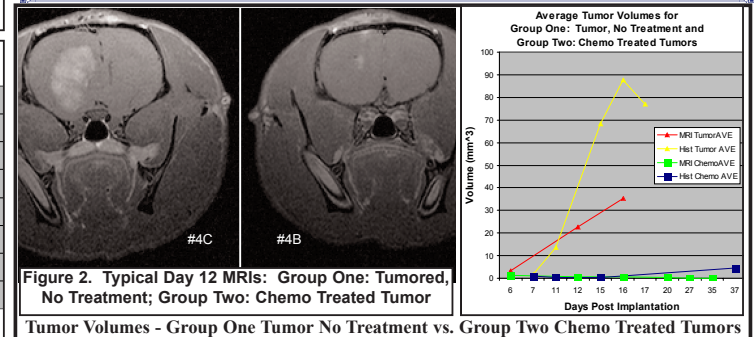 #4C
#4B
Figure 2. Typical Day 12 MRIs: Group One: Tumored,
No Treatment; Group Two: Chemo Treated Tumor
Average Tumor Volumes for
Group One: Tumor, No Treatment and
Group Two: Chemo Treated Tumors
Volume (mm^3)
100
90
80
70
60
50
40
30
20
10
0
MRI TumorAVE
Hist Tumor AVE
MRI ChemoAVE
Hist Chemo AVE
6 7 8 11 12 15 16 17 20 27 35 37
Days Post Implantation
Tumor Volumes - Group One Tumor No Treatment vs. Group Two Chemo Treated Tumors